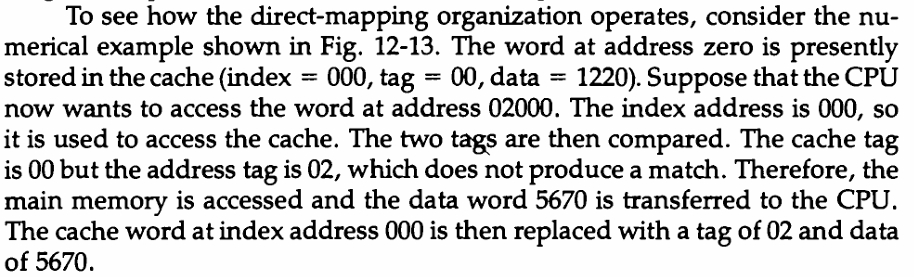 To see how the direct-mapping organization operates, consider the nu-
merical example shown in Fig. 12-13. The word at address zero is presently
stored in the cache (index = 000, tag = 00, data = 1220). Suppose that the CPU
now wants to access the word at address 02000. The index address is 000, so
it is used to access the cache. The two tags are then compared. The cache tag
is 00 but the address tag is 02, which does not produce a match. Therefore, the
main memory is accessed and the data word 5670 is transferred to the CPU.
The cache word at index address 000 is then replaced with a tag of 02 and data
of 5670.